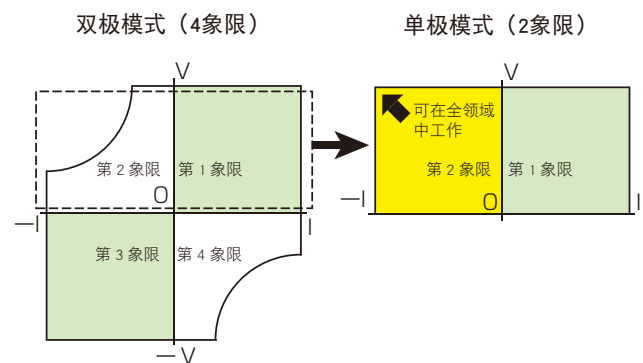 双极模式（4象限）
V
第 2 象限
第 1 象限
O
—I
I
第 3 象限
第 4 象限
— V
单极模式（2象限）
V
可在全领域
中工作
第 2 象限
第 1 象限
—I
O
I